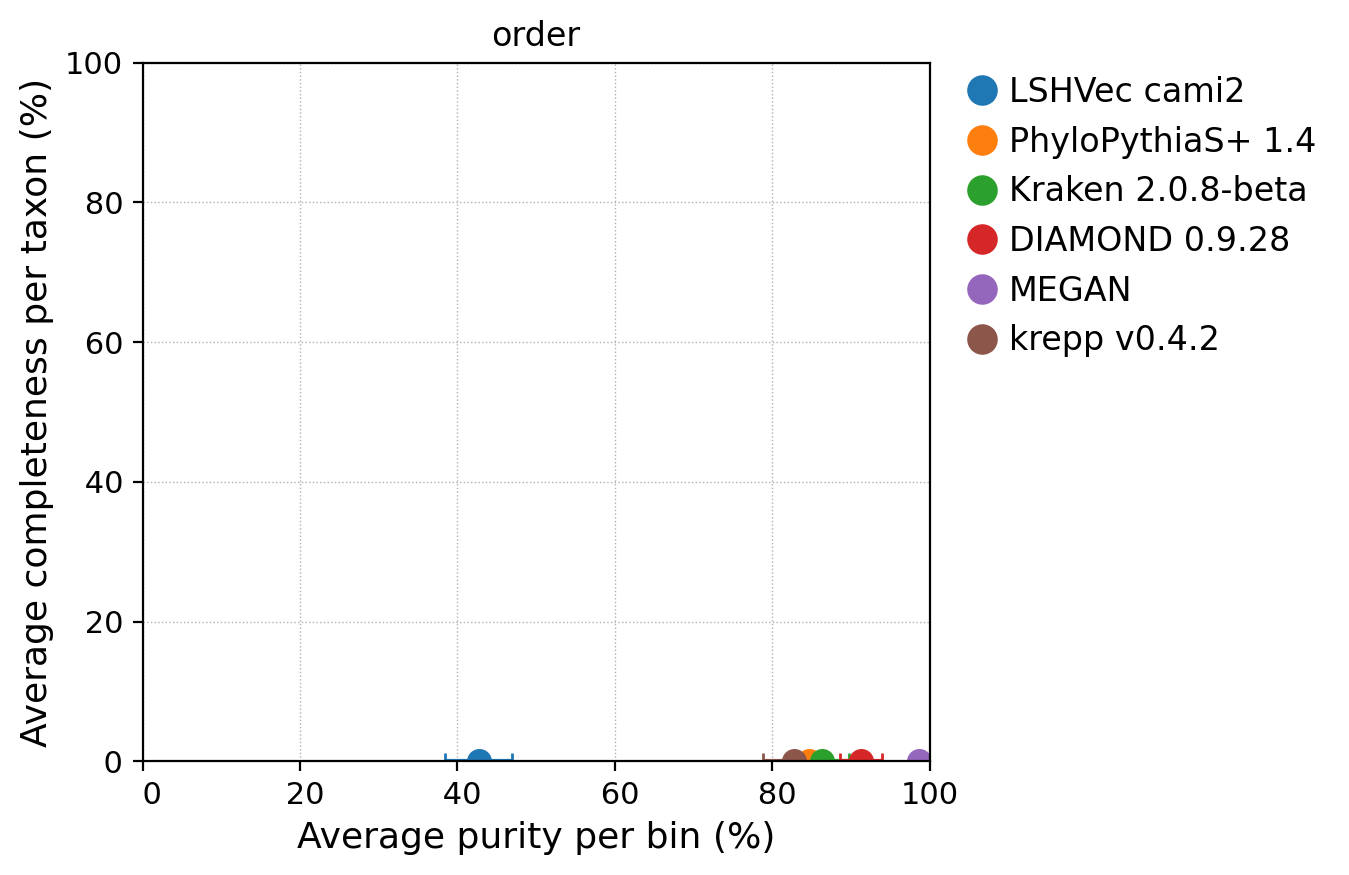 order
100
80
60
40
20
0
Average completeness per taxon (%)
0 20 40 60 80 100
Average purity per bin (%)
LSHVec cami2
PhyloPythiaS+ 1.4
Kraken 2.0.8-beta
DIAMOND 0.9.28
MEGAN
krepp v0.4.2